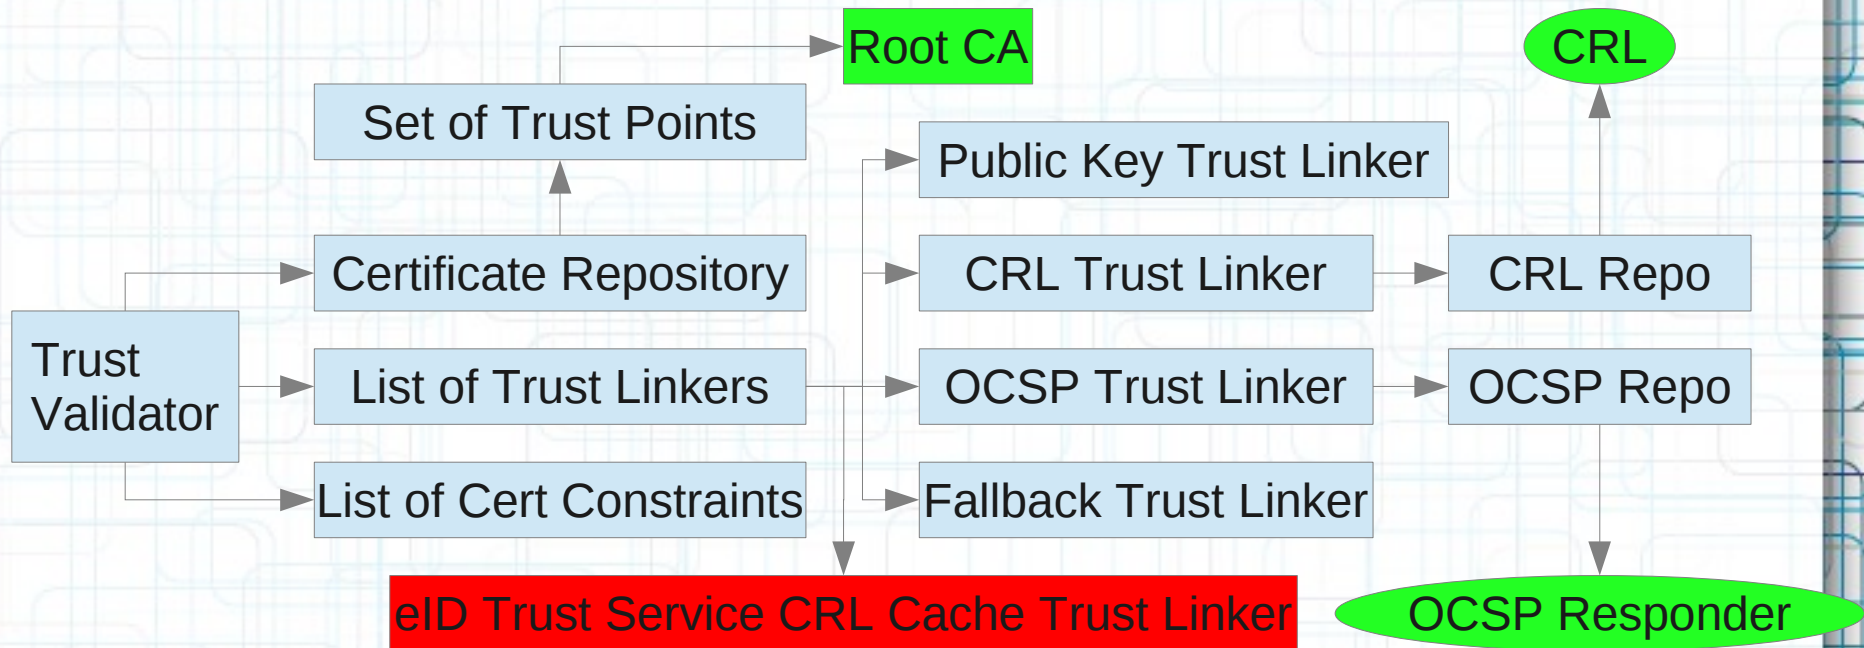 Root CA
CRL
Set of Trust Points
Public Key Trust Linker
Certificate Repository
CRL Trust Linker
CRL Repo
Trust
Validator
List of Trust Linkers
OCSP Trust Linker
OCSP Repo
List of Cert Constraints
Fallback Trust Linker
eID Trust Service CRL Cache Trust Linker
OCSP Responder